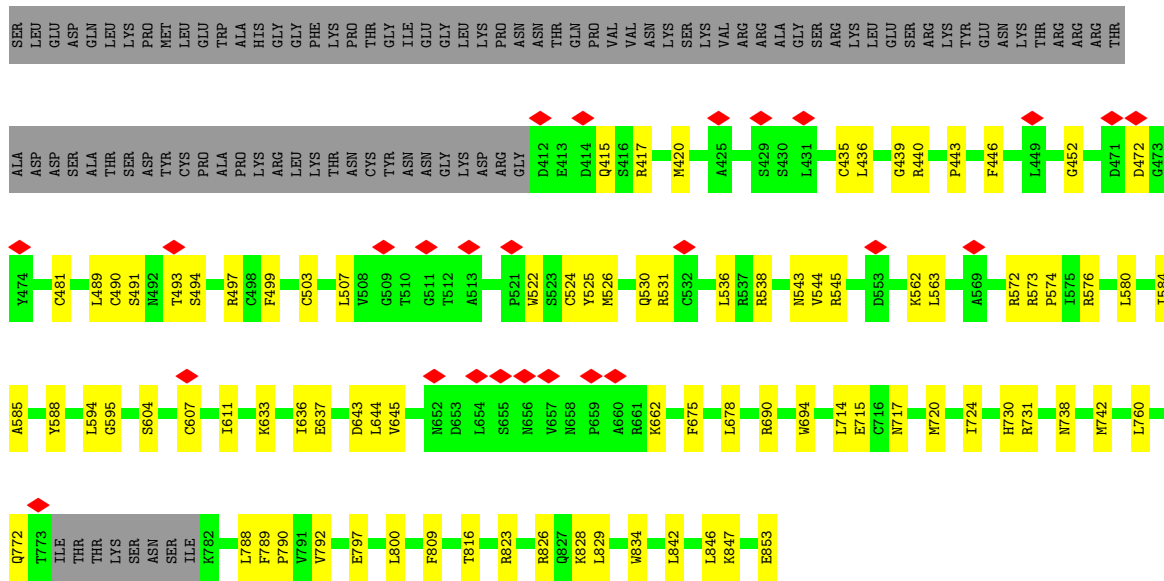 SER LEU GLU ASP GLN LEU LYS PRO MET LEU GLU TRP ALA HIS GLY GLY PHE LYS PRO THR GLY ILE GLU GLY LEU LYS PRO ASN ASN THR GLN PRO VAL VAL ASN LYS SER LYS VAL ARG ARG ALA GLY SER ARG LYS LEU GLU SER ARG LYS TYR GLU ASN LYS THR ARG ARG ARG THR
ALA ASP ASP SER ALA THR SER ASP TYR CYS PRO ALA PRO LYS ARG LEU LYS THR ASN CYS TYR ASN ASN GLY LYS ASP ARG GLY D412 E413 D414 Q415 S416 R417 M420 A425 S429 S430 L431 C435 L436 G439 R440 P443 F446 L449 G452 D471 D472 G473
Y474 C481 L489 C490 S491 N492 T493 S494 R497 C498 F499 C503 L507 V508 G509 T510 G511 T512 A513 P521 W522 S523 C524 Y525 M526 Q530 R531 C532 L536 R537 R538 N543 V544 R545 D553 K562 L563 A569 R572 R573 P574 I575 R576 L580 I584
A585 Y588 L594 G595 S604 C607 I611 K633 I636 E637 D643 L644 V645 N652 D653 L654 S655 N656 V657 N658 P659 A660 R661 K662 F675 L678 R690 W694 L714 E715 C716 N717 M720 I724 H730 R731 N738 M742 L760
Q772 T773 ILE THR THR LYS SER ASN SER ILE K782 L788 F789 P790 V791 V792 E797 L800 F809 T816 R823 R826 Q827 K828 L829 W834 L842 L846 K847 E853